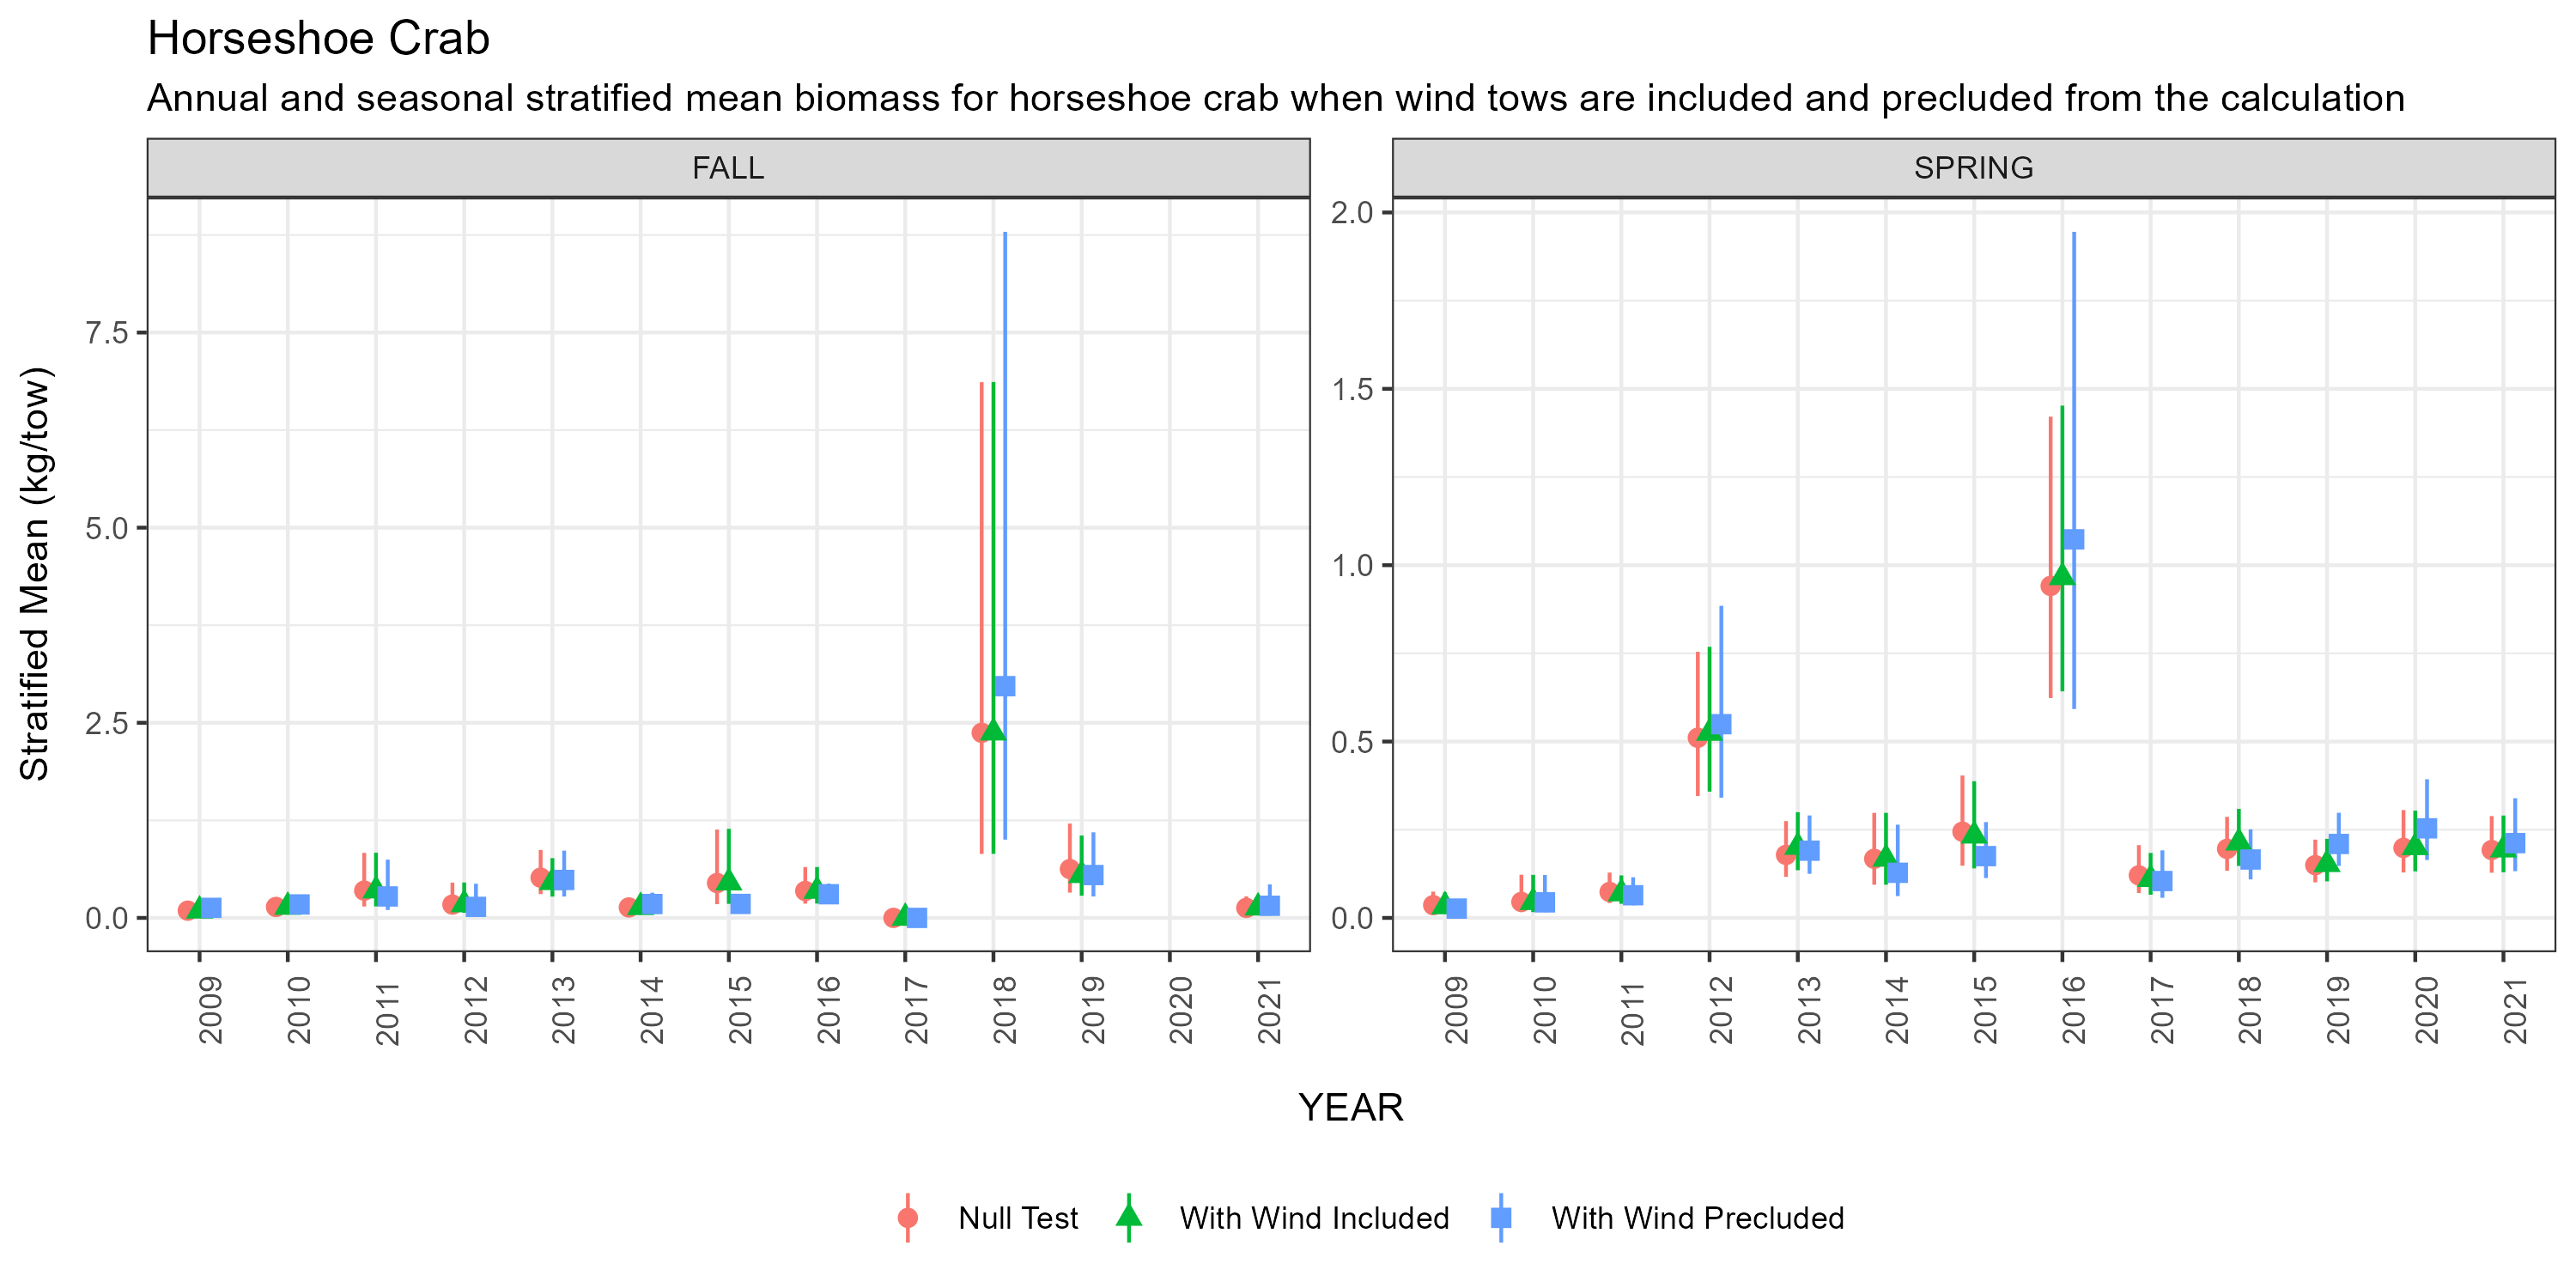 Horseshoe Crab
Annual and seasonal stratified mean biomass for horseshoe crab when wind tows are included and precluded from the calculation
FALL
SPRING
Stratified Mean (kg/tow)
7.5
5.0
2.5
0.0
2.0
1.5
1.0
0.5
0.0
2009 2010 2011 2012 2013 2014 2015 2016 2017 2018 2019 2020 2021
2009 2010 2011 2012 2013 2014 2015 2016 2017 2018 2019 2020 2021
YEAR
Null Test With Wind Included With Wind Precluded